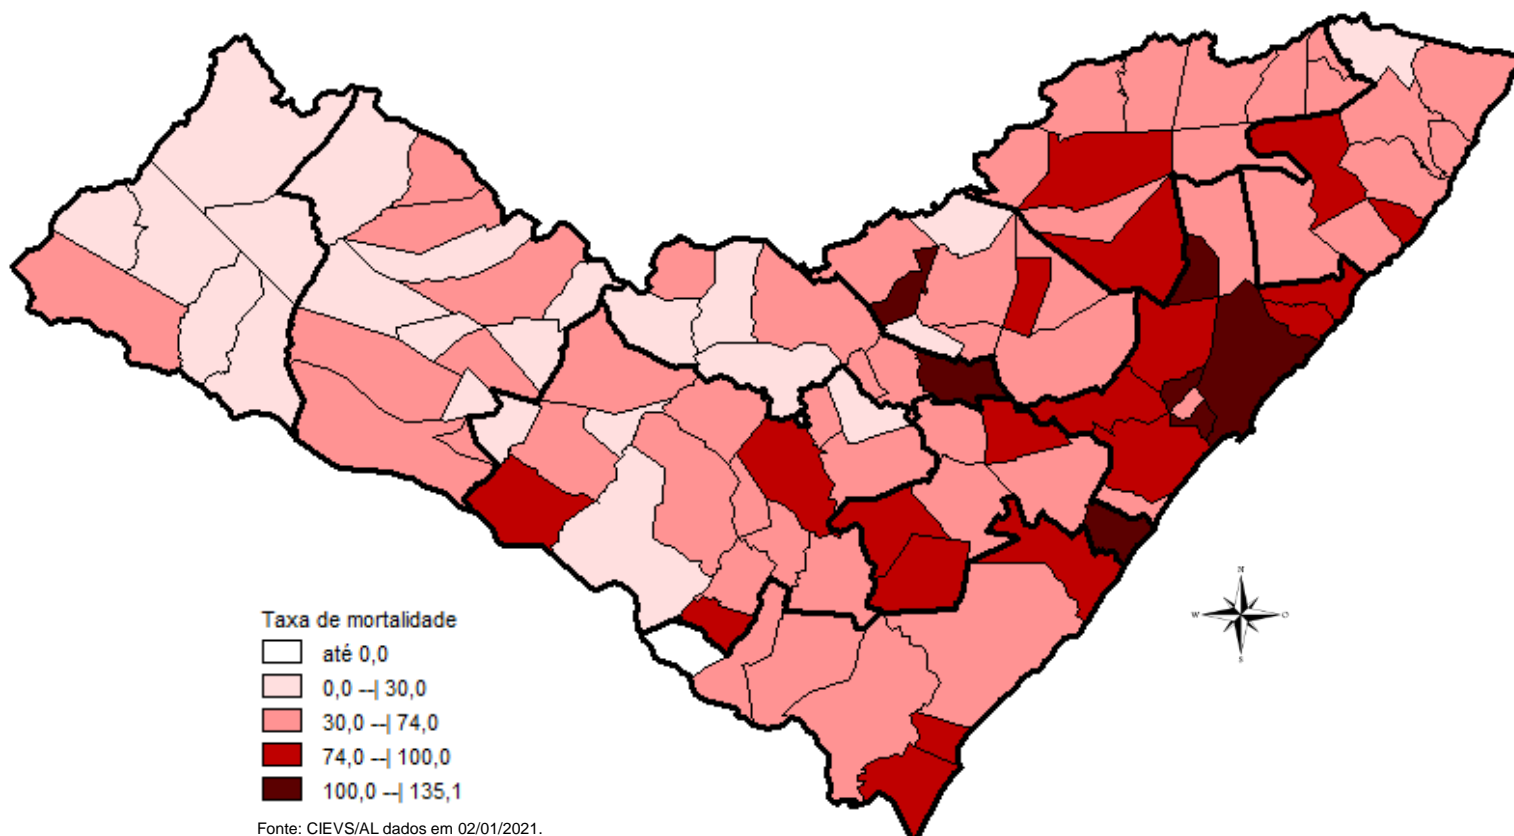 Taxa de mortalidade
até 0,0
0,0 --| 30,0
30,0 --| 74,0
74,0 --| 100,0
100,0 --| 135,1
Fonte: CIEVS/AL dados em 02/01/2021.
N
W
O
S